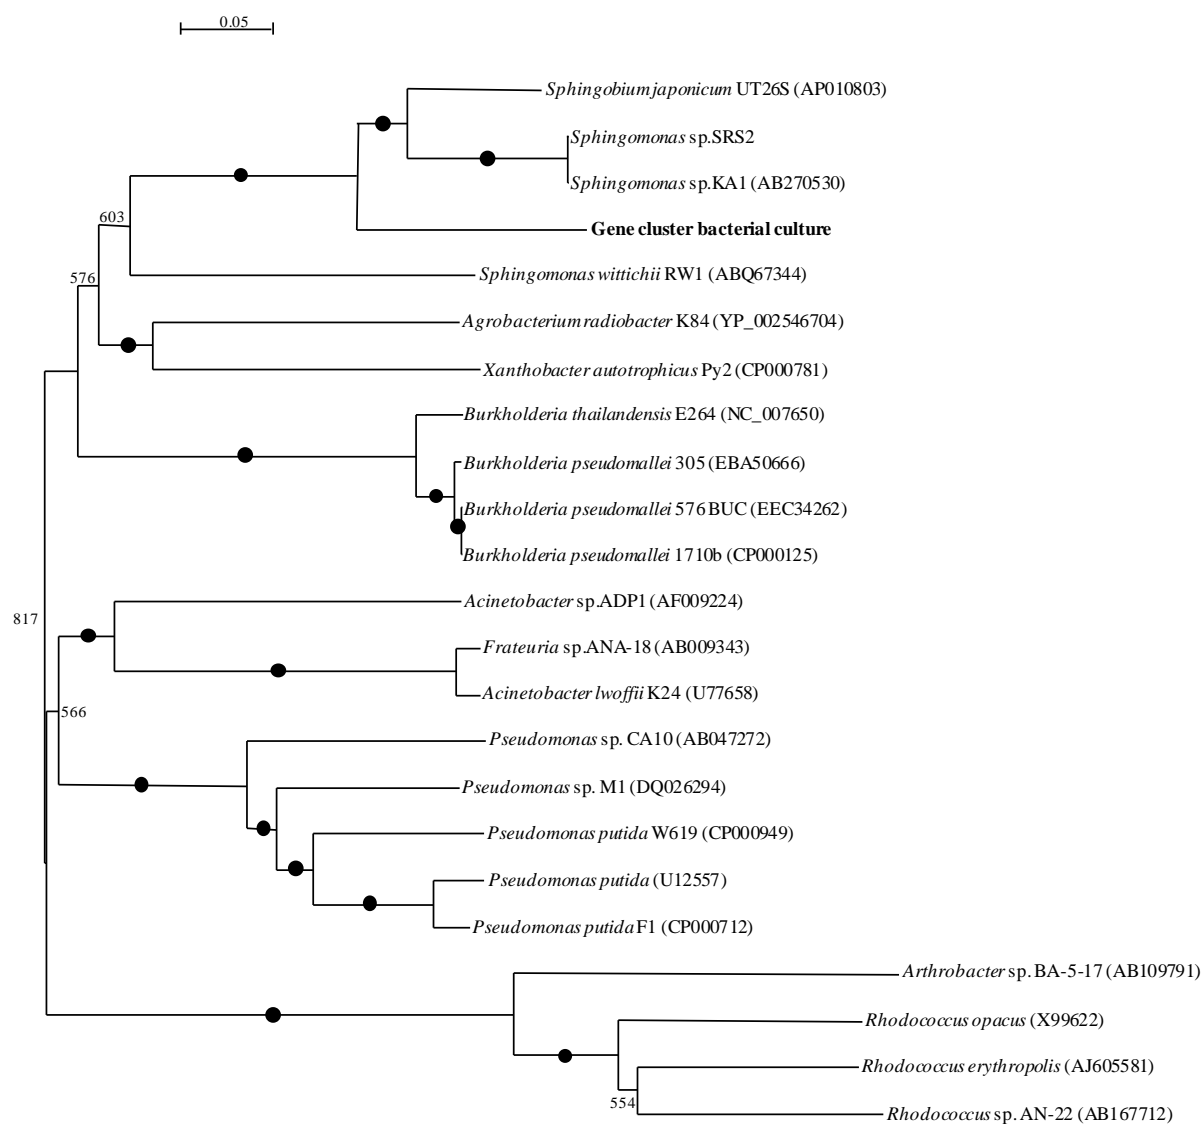 0.05
Sphingobium japonicum UT26S (AP010803)
Sphingomonas sp.SRS2
Sphingomonas sp.KA1 (AB270530)
603
Gene cluster bacterial culture
576
Sphingomonas wittichii RW1 (ABQ67344)
Agrobacterium radiobacter K84 (YP_002546704)
Xanthobacter autotrophicus Py2 (CP000781)
Burkholderia thailandensis E264 (NC_007650)
Burkholderia pseudomallei 305 (EBA50666)
Burkholderia pseudomallei 576 BUC (EEC34262)
Burkholderia pseudomallei 1710b (CP000125)
Acinetobacter sp.ADP1 (AF009224)
817
Frateuria sp.ANA-18 (AB009343)
Acinetobacter lwoffii K24 (U77658)
566
Pseudomonas sp. CA10 (AB047272)
Pseudomonas sp. M1 (DQ026294)
Pseudomonas putida W619 (CP000949)
Pseudomonas putida (U12557)
Pseudomonas putida F1 (CP000712)
Arthrobacter sp. BA-5-17 (AB109791)
Rhodococcus opacus (X99622)
Rhodococcus erythropolis (AJ605581)
554
Rhodococcus sp. AN-22 (AB167712)